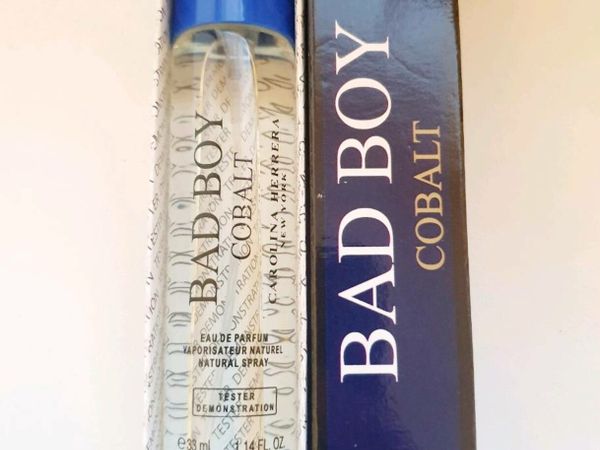 BAD BOY
COBALT
CAROLINA HERRERA
NEW YORK
EAU DE PARFUM
VAPORISATEUR NATUREL
NATURAL SPRAY
TESTER
DEMONSTRATION
e33 ml 1.14 FL. OZ
BAD BOY
COBALT